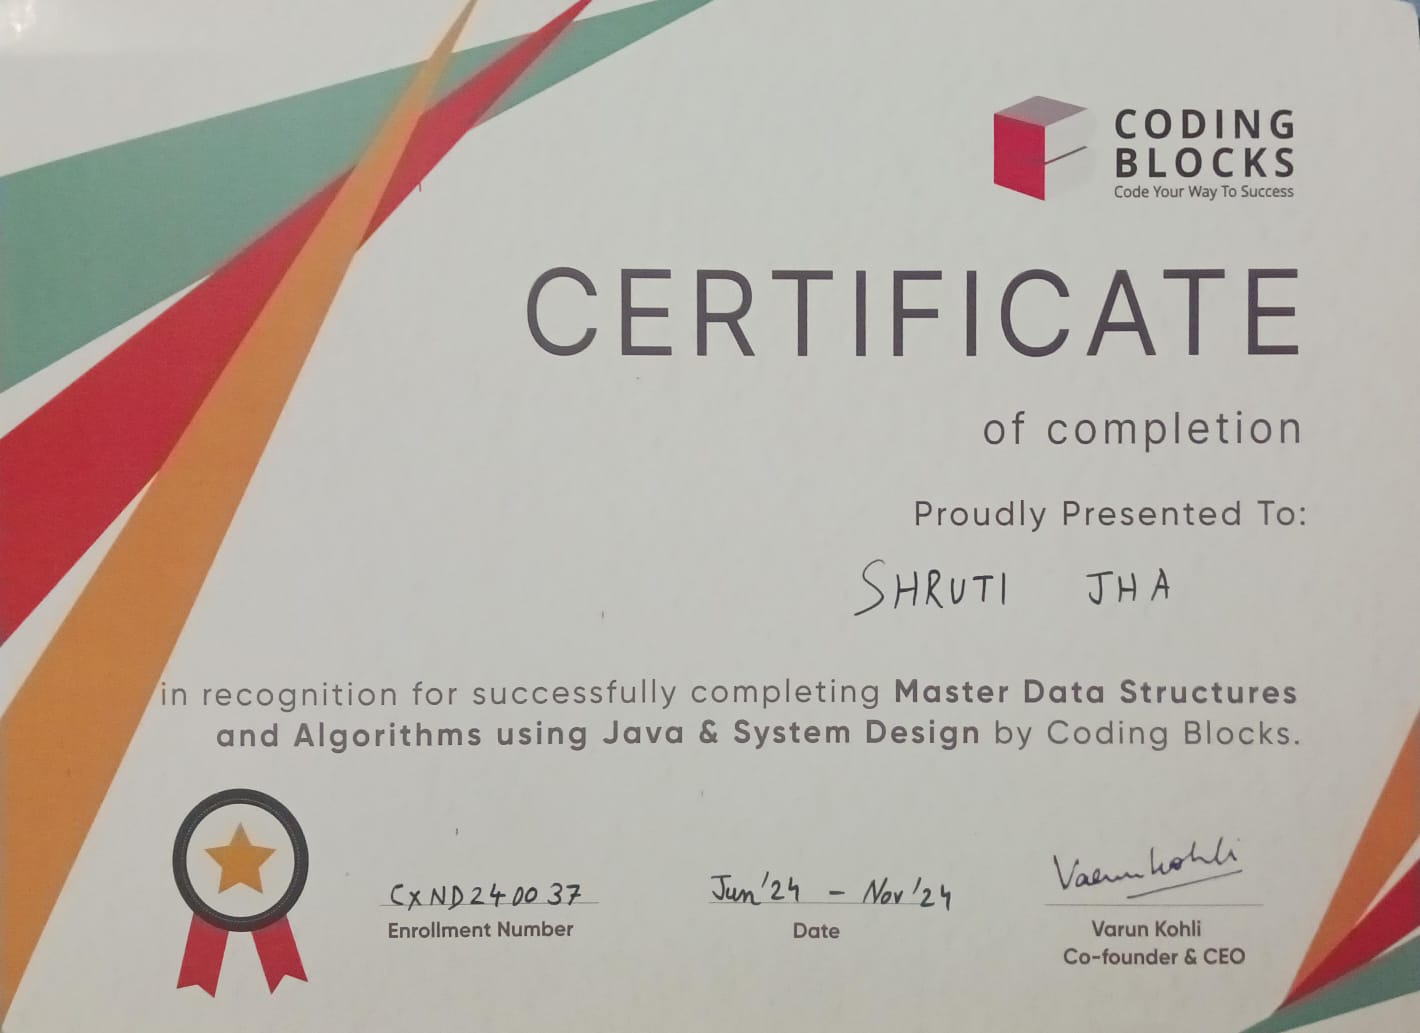 CODING
BLOCKS
Code Your Way To Success
CERTIFICATE
of completion
Proudly Presented To:
SHRUTI JHA
in recognition for successfully completing Master Data Structures
and Algorithms using Java & System Design by Coding Blocks.
CXND240037
Enrollment Number
Jun'24 - Nov'24
Date
Varun Kohli
Varun Kohli
Co-founder & CEO